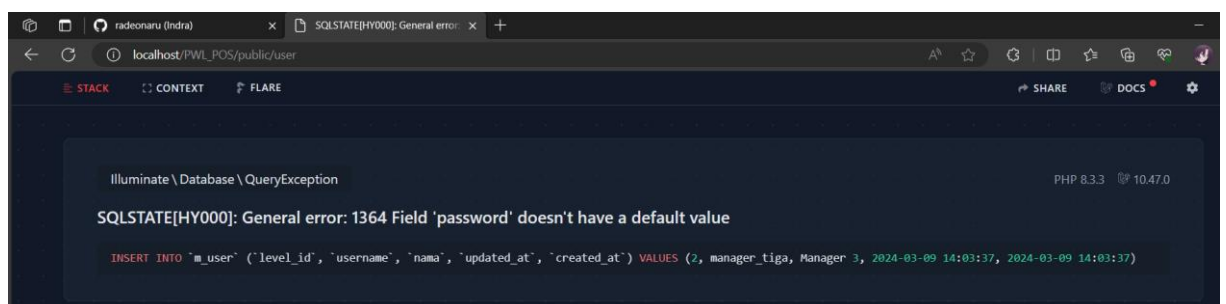 radeonaru (Indra)
SQLSTATE[HY000]: General error:
localhost/PWL_POS/public/user
STACK CONTEXT FLARE SHARE DOCS
Illuminate \ Database \ QueryException PHP 8.3.3 10.47.0
SQLSTATE[HY000]: General error: 1364 Field 'password' doesn't have a default value
INSERT INTO `m_user` (`level_id`, `username`, `nama`, `updated_at`, `created_at`) VALUES (2, manager_tiga, Manager 3, 2024-03-09 14:03:37, 2024-03-09 14:03:37)